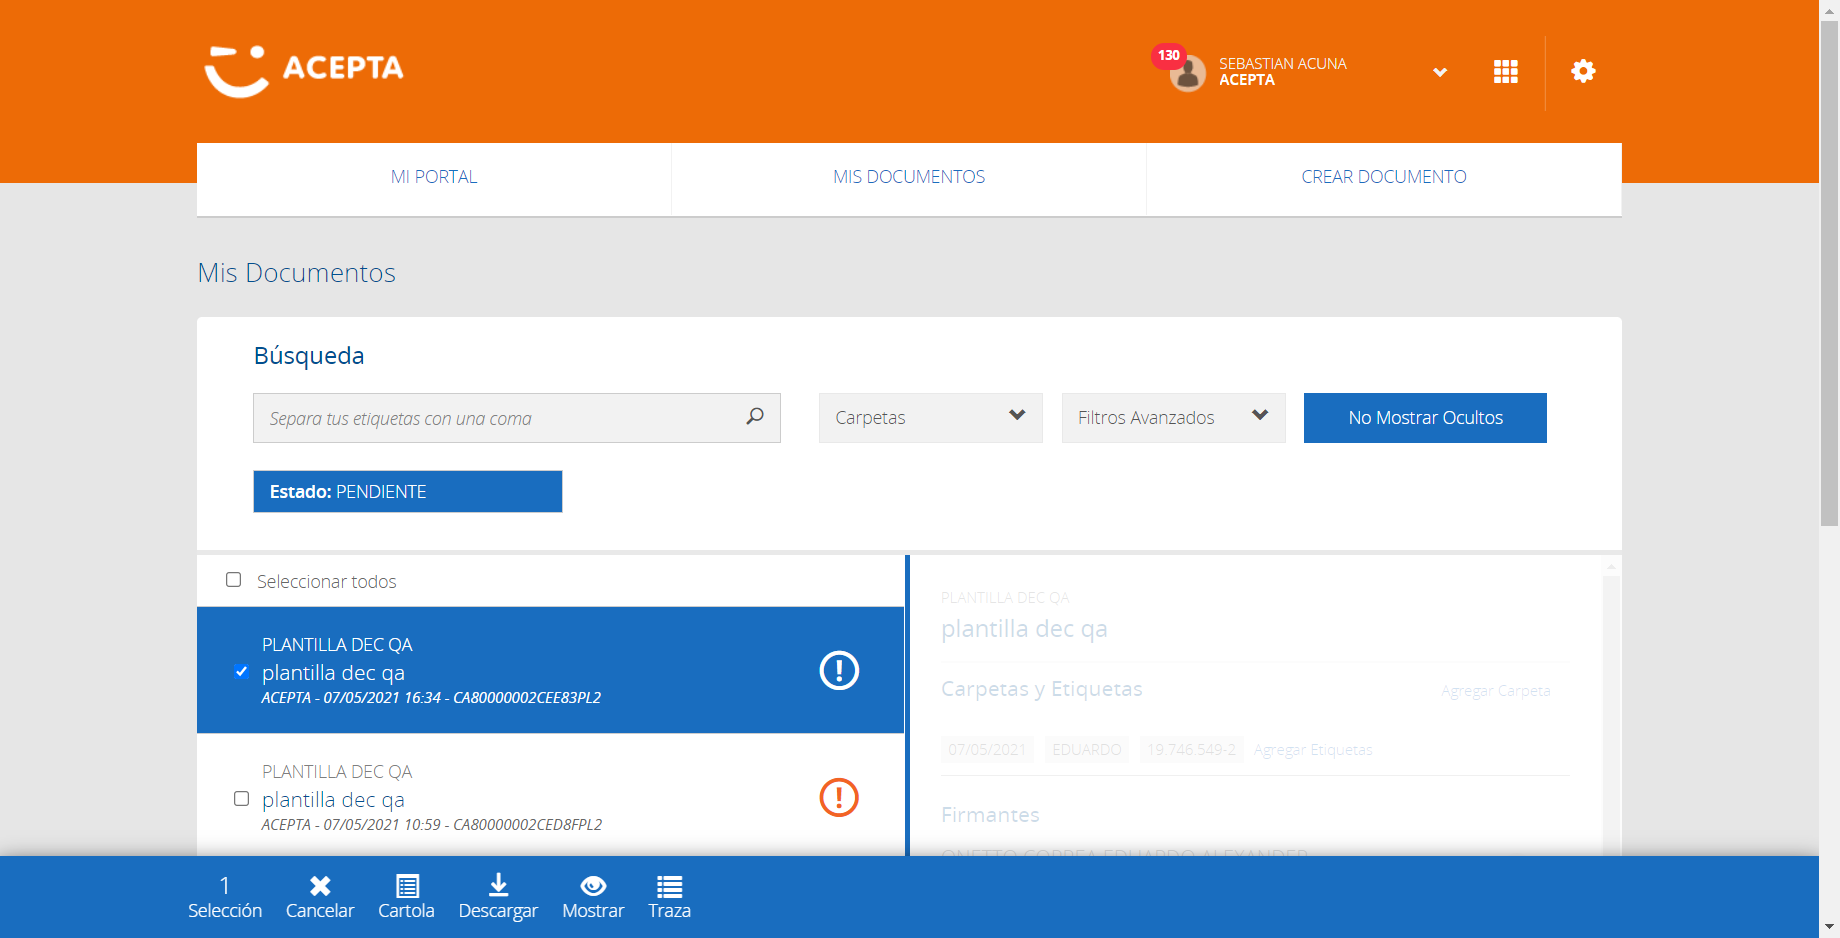 ACEPTA
130
SEBASTIAN ACUNA
ACEPTA
MI PORTAL
MIS DOCUMENTOS
CREAR DOCUMENTO
Mis Documentos
Búsqueda
Separa tus etiquetas con una coma
Carpetas
Filtros Avanzados
No Mostrar Ocultos
Estado: PENDIENTE
Seleccionar todos
PLANTILLA DEC QA
plantilla dec qa
ACEPTA - 07/05/2021 16:34 - CA80000002CEE83PL2
PLANTILLA DEC QA
plantilla dec qa
ACEPTA - 07/05/2021 10:59 - CA80000002CED8FPL2
PLANTILLA DEC QA
plantilla dec qa
Carpetas y Etiquetas
Agregar Carpeta
07/05/2021 EDUARDO 19.746.549-2 Agregar Etiquetas
Firmantes
ONETTO CORREA EDUARDO ALEXANDER
1
Selección
Cancelar
Cartola
Descargar
Mostrar
Traza